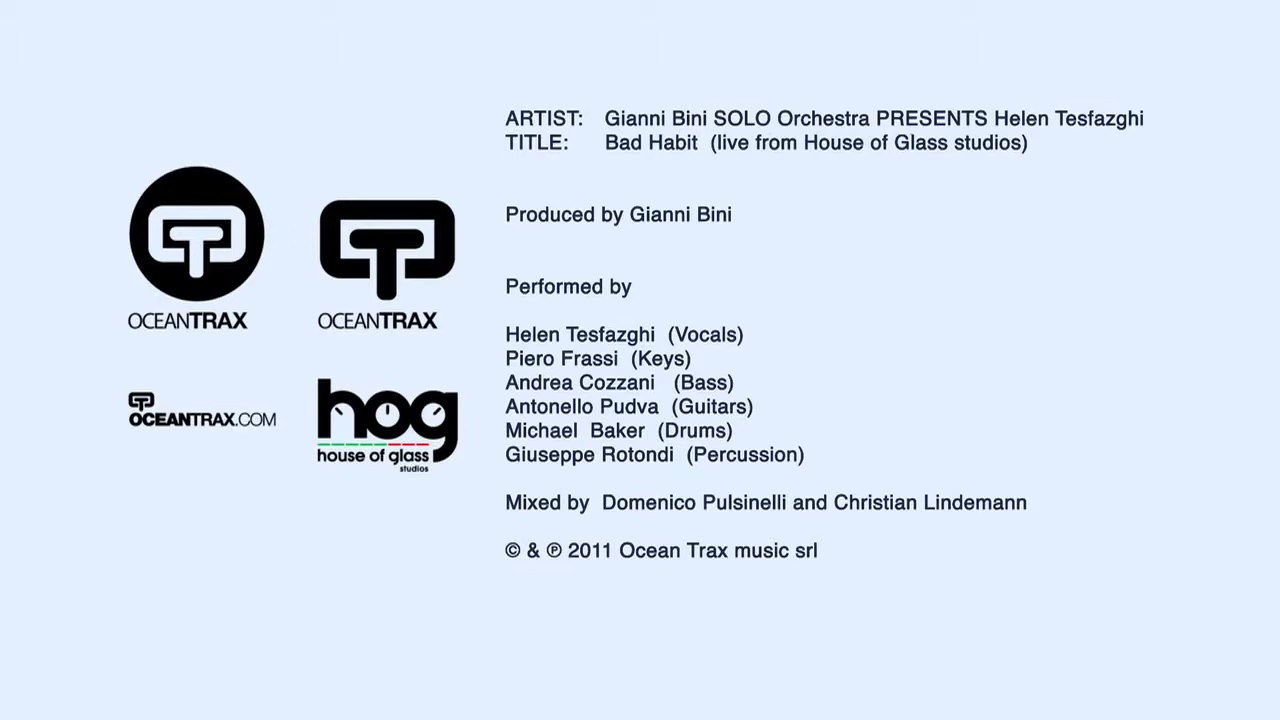 ARTIST: Gianni Bini SOLO Orchestra PRESENTS Helen Tesfazghi
TITLE: Bad Habit (live from House of Glass studios)
Produced by Gianni Bini
Performed by
Helen Tesfazghi (Vocals)
Piero Frassi (Keys)
Andrea Cozzani (Bass)
Antonello Pudva (Guitars)
Michael Baker (Drums)
Giuseppe Rotondi (Percussion)
Mixed by Domenico Pulsinelli and Christian Lindemann
© & ℗ 2011 Ocean Trax music srl
OCEANTRAX
OCEANTRAX
OCEANTRAX.COM
hog
house of glass
studios